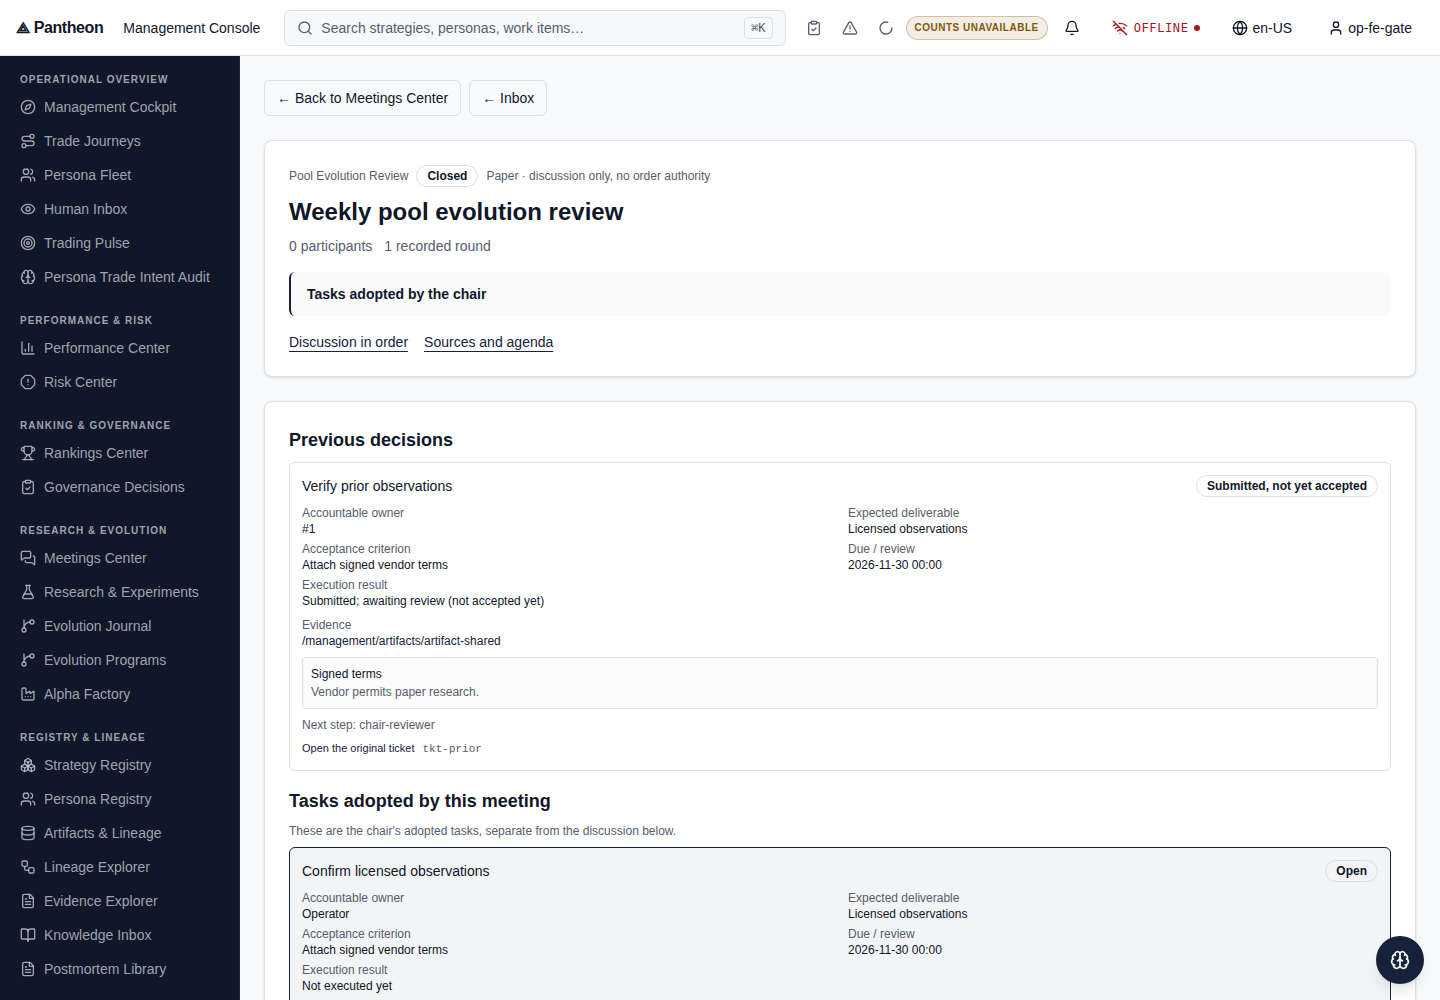 Pantheon
Management Console
Search strategies, personas, work items…
⌘K
COUNTS UNAVAILABLE
OFFLINE
en-US
op-fe-gate
OPERATIONAL OVERVIEW
Management Cockpit
Trade Journeys
Persona Fleet
Human Inbox
Trading Pulse
Persona Trade Intent Audit
PERFORMANCE & RISK
Performance Center
Risk Center
RANKING & GOVERNANCE
Rankings Center
Governance Decisions
RESEARCH & EVOLUTION
Meetings Center
Research & Experiments
Evolution Journal
Evolution Programs
Alpha Factory
REGISTRY & LINEAGE
Strategy Registry
Persona Registry
Artifacts & Lineage
Lineage Explorer
Evidence Explorer
Knowledge Inbox
Postmortem Library
← Back to Meetings Center
← Inbox
Pool Evolution Review
Closed
Paper · discussion only, no order authority
Weekly pool evolution review
0 participants 1 recorded round
Tasks adopted by the chair
Discussion in order
Sources and agenda
Previous decisions
Verify prior observations
Submitted, not yet accepted
Accountable owner
#1
Expected deliverable
Licensed observations
Acceptance criterion
Attach signed vendor terms
Due / review
2026-11-30 00:00
Execution result
Submitted; awaiting review (not accepted yet)
Evidence
/management/artifacts/artifact-shared
Signed terms
Vendor permits paper research.
Next step: chair-reviewer
Open the original ticket tkt-prior
Tasks adopted by this meeting
These are the chair's adopted tasks, separate from the discussion below.
Confirm licensed observations
Open
Accountable owner
Operator
Expected deliverable
Licensed observations
Acceptance criterion
Attach signed vendor terms
Due / review
2026-11-30 00:00
Execution result
Not executed yet